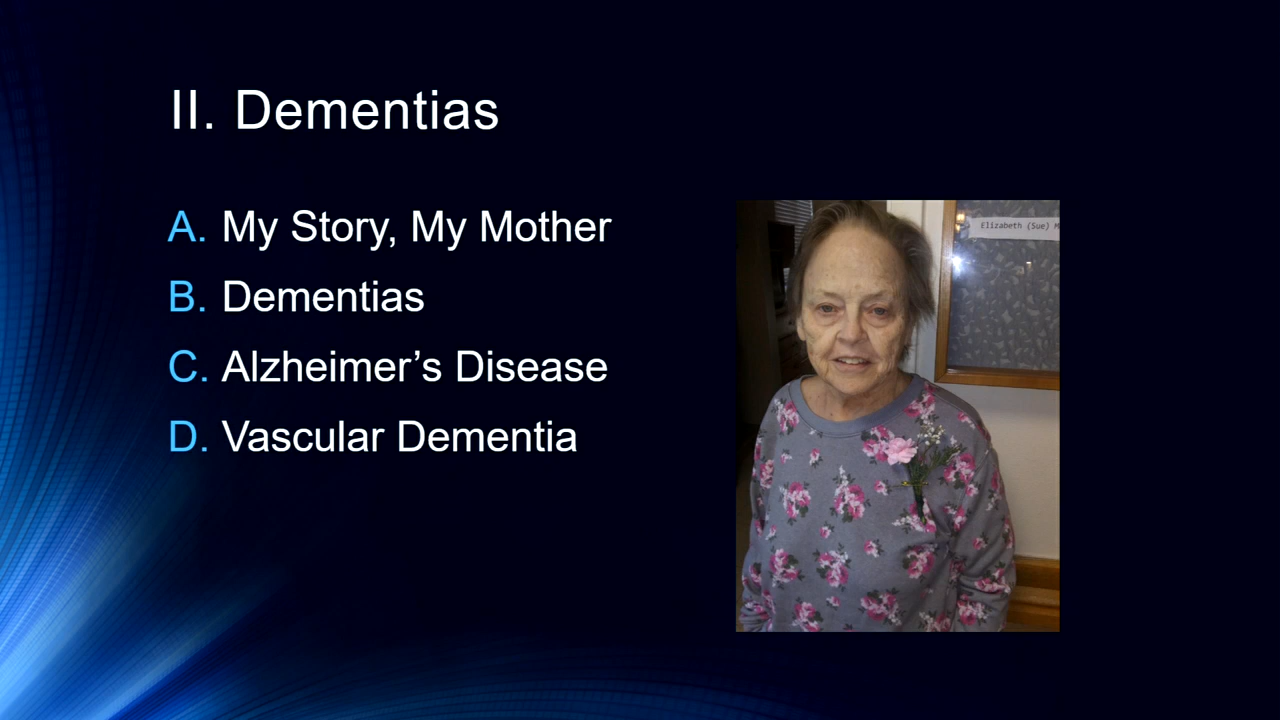 II. Dementias
A. My Story, My Mother
B. Dementias
C. Alzheimer’s Disease
D. Vascular Dementia
Elizabeth (Sue) M